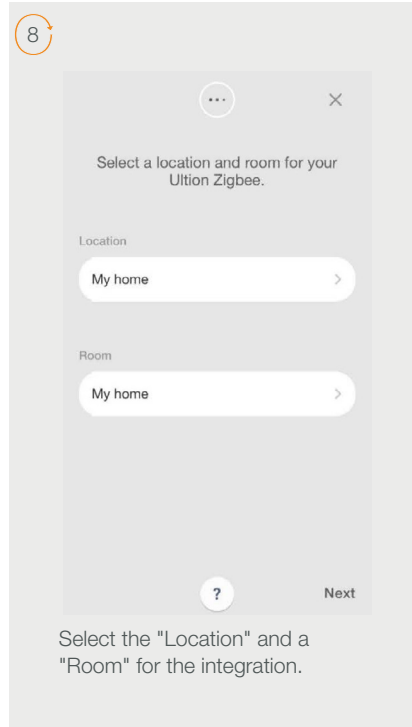 8
Select a location and room for your
Ultion Zigbee.
Location
My home
Room
My home
?
Next
Select the "Location" and a
"Room" for the integration.